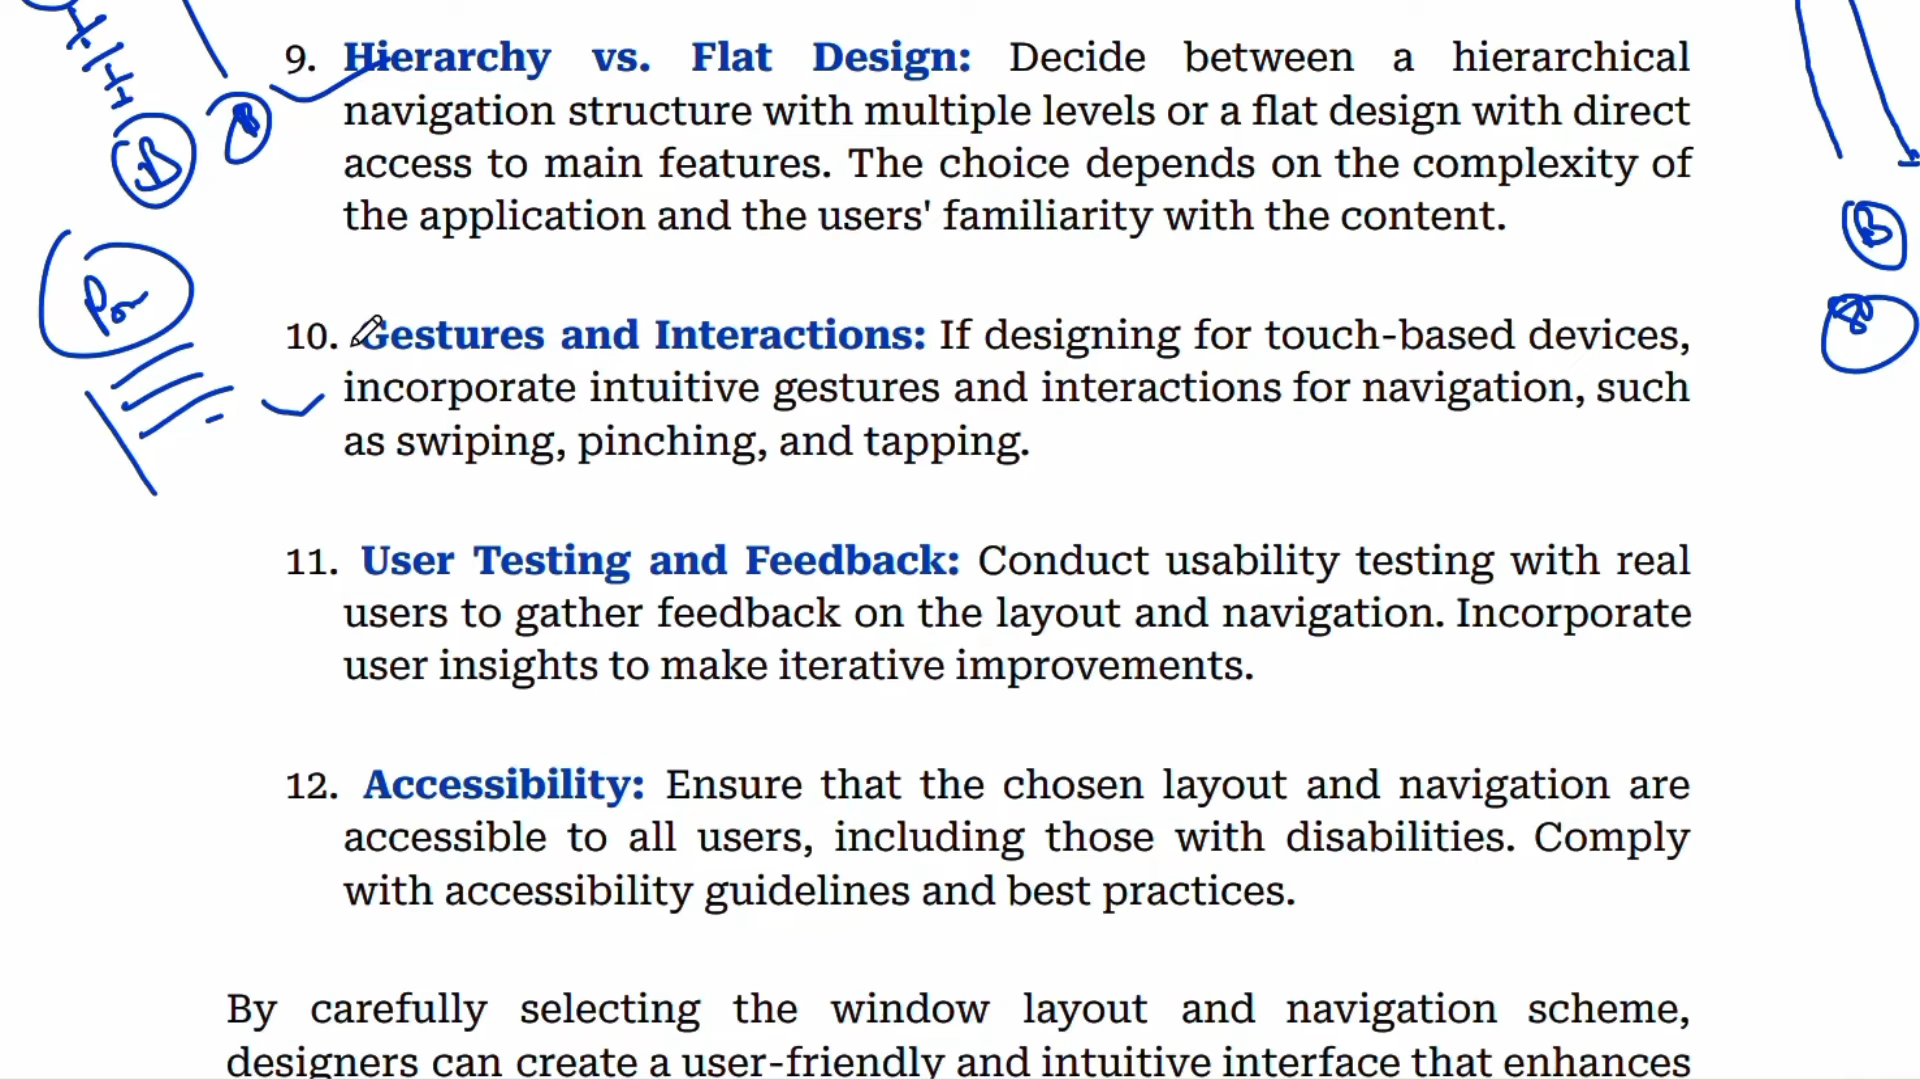 9. Hierarchy vs. Flat Design: Decide between a hierarchical
navigation structure with multiple levels or a flat design with direct
access to main features. The choice depends on the complexity of
the application and the users' familiarity with the content.
10. Gestures and Interactions: If designing for touch-based devices,
incorporate intuitive gestures and interactions for navigation, such
as swiping, pinching, and tapping.
11. User Testing and Feedback: Conduct usability testing with real
users to gather feedback on the layout and navigation. Incorporate
user insights to make iterative improvements.
12. Accessibility: Ensure that the chosen layout and navigation are
accessible to all users, including those with disabilities. Comply
with accessibility guidelines and best practices.
By carefully selecting the window layout and navigation scheme,
designers can create a user-friendly and intuitive interface that enhances